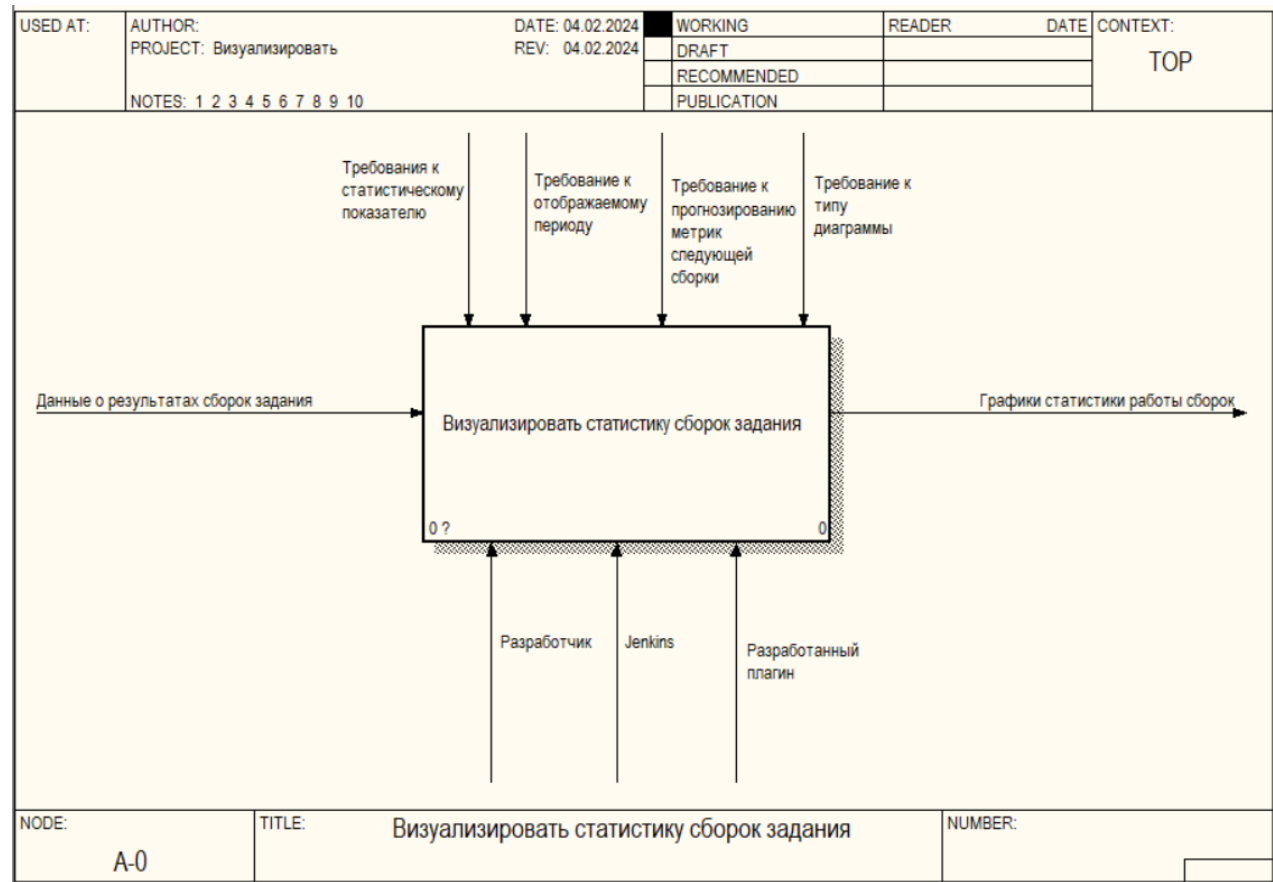 USED AT:
AUTHOR:
DATE: 04.02.2024
WORKING
READER
DATE
CONTEXT:
PROJECT: Визуализировать
REV: 04.02.2024
DRAFT
TOP
RECOMMENDED
NOTES: 1 2 3 4 5 6 7 8 9 10
PUBLICATION
Требования к
статистическому
показателю
Требование к
отображаемому
периоду
Требование к
прогнозированию
метрик
следующей
сборки
Требование к
типу
диаграммы
Данные о результатах сборок задания
Визуализировать статистику сборок задания
0 ?
0
Графики статистики работы сборок
Разработчик
Jenkins
Разработанный
плагин
NODE:
A-0
TITLE:
Визуализировать статистику сборок задания
NUMBER: